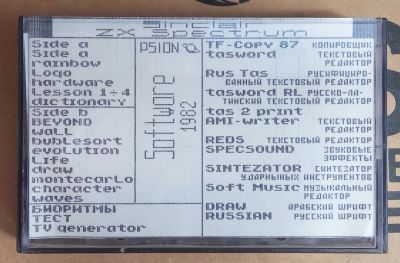 Sinclair
ZX Spectrum
Side a
Side a
rainbow
Logo
hardware
Lesson 1÷4
dictionary
Side b
BEYOND
wall
bublesort
evolution
Life
draw
montecarlo
character
waves
БИОРИТМЫ
ТЕСТ
TV generator
PSION
Software
1982
TF-Copy 87 КОПИРОВЩИК
tasword ТЕКСТОВЫЙ
РЕДАКТОР
Rus Tas РУСИФИЦИРО-
ВАННЫЙ ТЕКСТОВЫЙ РЕДАКТОР
tasword RL РУССКО-ЛА-
ТИНСКИЙ ТЕКСТОВЫЙ РЕДАКТОР
tas 2 print
AMI-writer ТЕКСТОВЫЙ
РЕДАКТОР
REDS ТЕКСТОВЫЙ РЕДАКТОР
SPECSOUND ЗВУКОВЫЕ
ЭФФЕКТЫ
SINTEZATOR СИНТЕЗАТОР
УДАРНЫХ ИНСТРУМЕНТОВ
Soft Music МУЗЫКАЛЬНЫЙ
РЕДАКТОР
DRAW АРАБСКИЙ ШРИФТ
RUSSIAN РУССКИЙ ШРИФТ